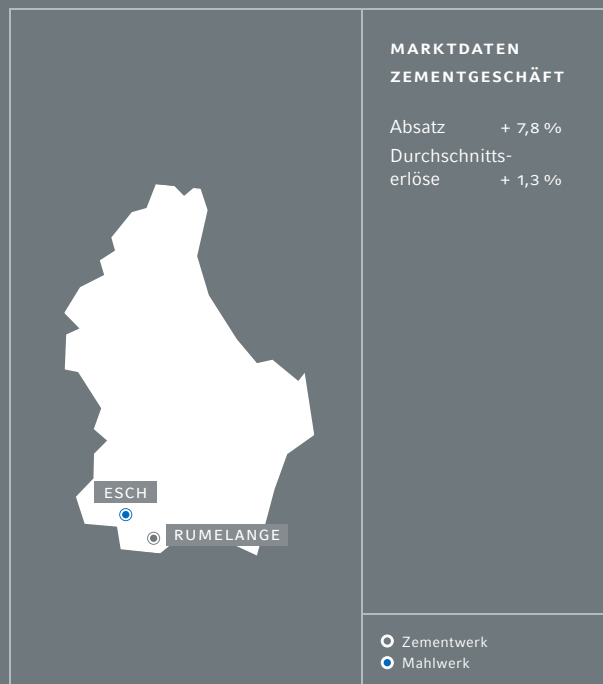 MARKTDATEN
ZEMENTGESCHÄFT
Absatz + 7,8 %
Durchschnitts-
erlöse + 1,3 %
ESCH
RUMELANGE
Zementwerk
Mahlwerk